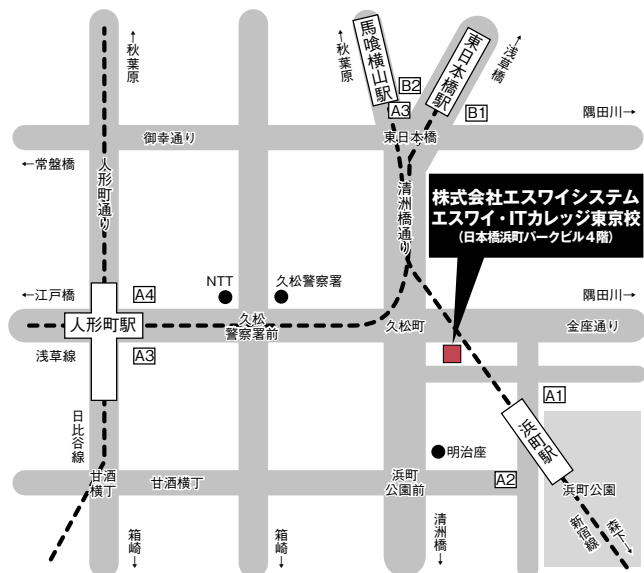 ↑秋葉原
↑秋葉原
馬喰横山駅
東日本橋駅
↑浅草橋
B2
A3
B1
隅田川→
御幸通り
東日本橋
←常盤橋
人形町通り
清洲橋通り
株式会社エスワイシステム
エスワイ・ITカレッジ東京校
(日本橋浜町パークビル4階)
NTT
久松警察署
←江戸橋
A4
隅田川→
人形町駅
久松
警察署前
久松町
金座通り
浅草線
A3
A1
日比谷線
浜町駅
明治座
甘酒
横丁
甘酒横丁
浜町
公園前
A2
浜町公園
新宿線
森下→
箱崎→
箱崎→
清洲橋→